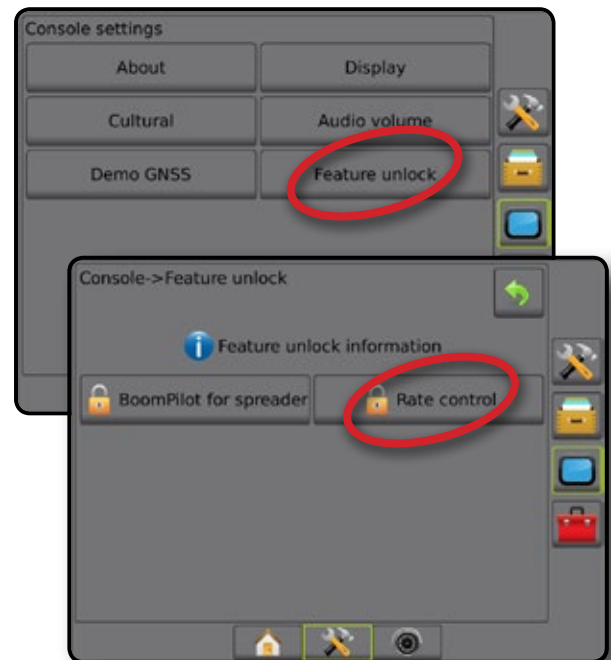 Console settings
About Display
Cultural Audio volume
Demo GNSS Feature unlock
Console->Feature unlock
Feature unlock information
BoomPilot for spreader Rate control